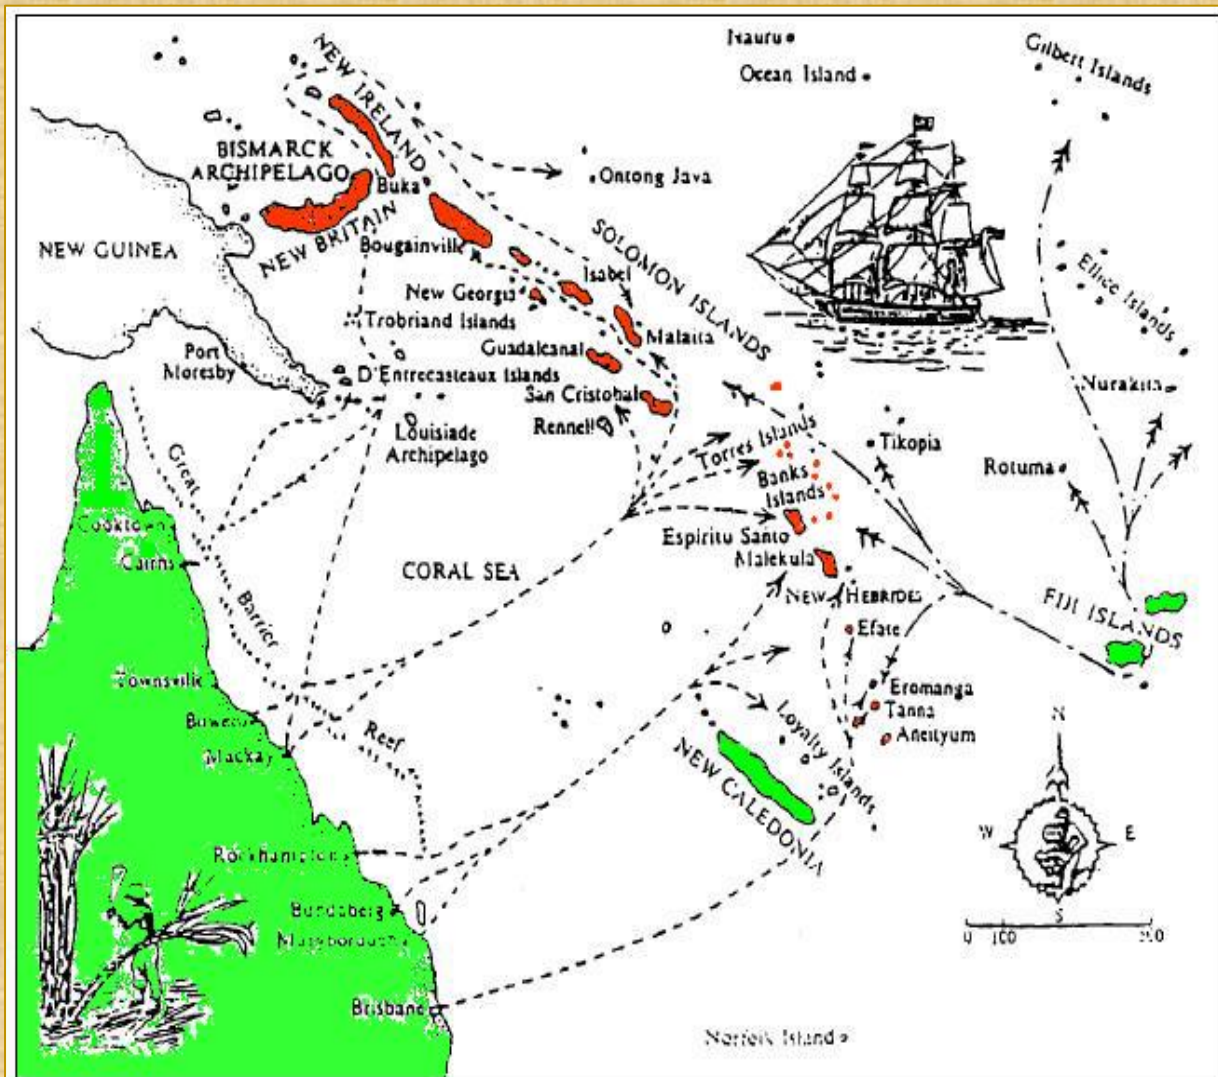 NEW IRELAND
Nauru
Ocean Island
Gilbert Islands
BISMARCK
ARCHIPELAGO
Buka
Ontong Java
NEW GUINEA
NEW BRITAIN
Bougainville
SOLOMON ISLANDS
Isabel
Ellice Islands
New Georgia
Trobriand Islands
Malaita
Port
Moresby
Guadalcanal
D'Entrecasteaux Islands
San Cristobal
Nurakita
Rennell
Louisiade
Archipelago
Torres Islands
Tikopia
Rotuma
Great
Barrier
Reef
Banks
Islands
Cooktown
Cairns
CORAL SEA
Espiritu Santo
Malekula
NEW HEBRIDES
FIJI ISLANDS
Efate
Townsville
Bowen
Mackay
Eromanga
Tanna
Aneityum
Loyalty Islands
NEW CALEDONIA
N
W
E
S
Rockhampton
Bundaberg
Maryborough
Brisbane
0 100
Norfolk Island